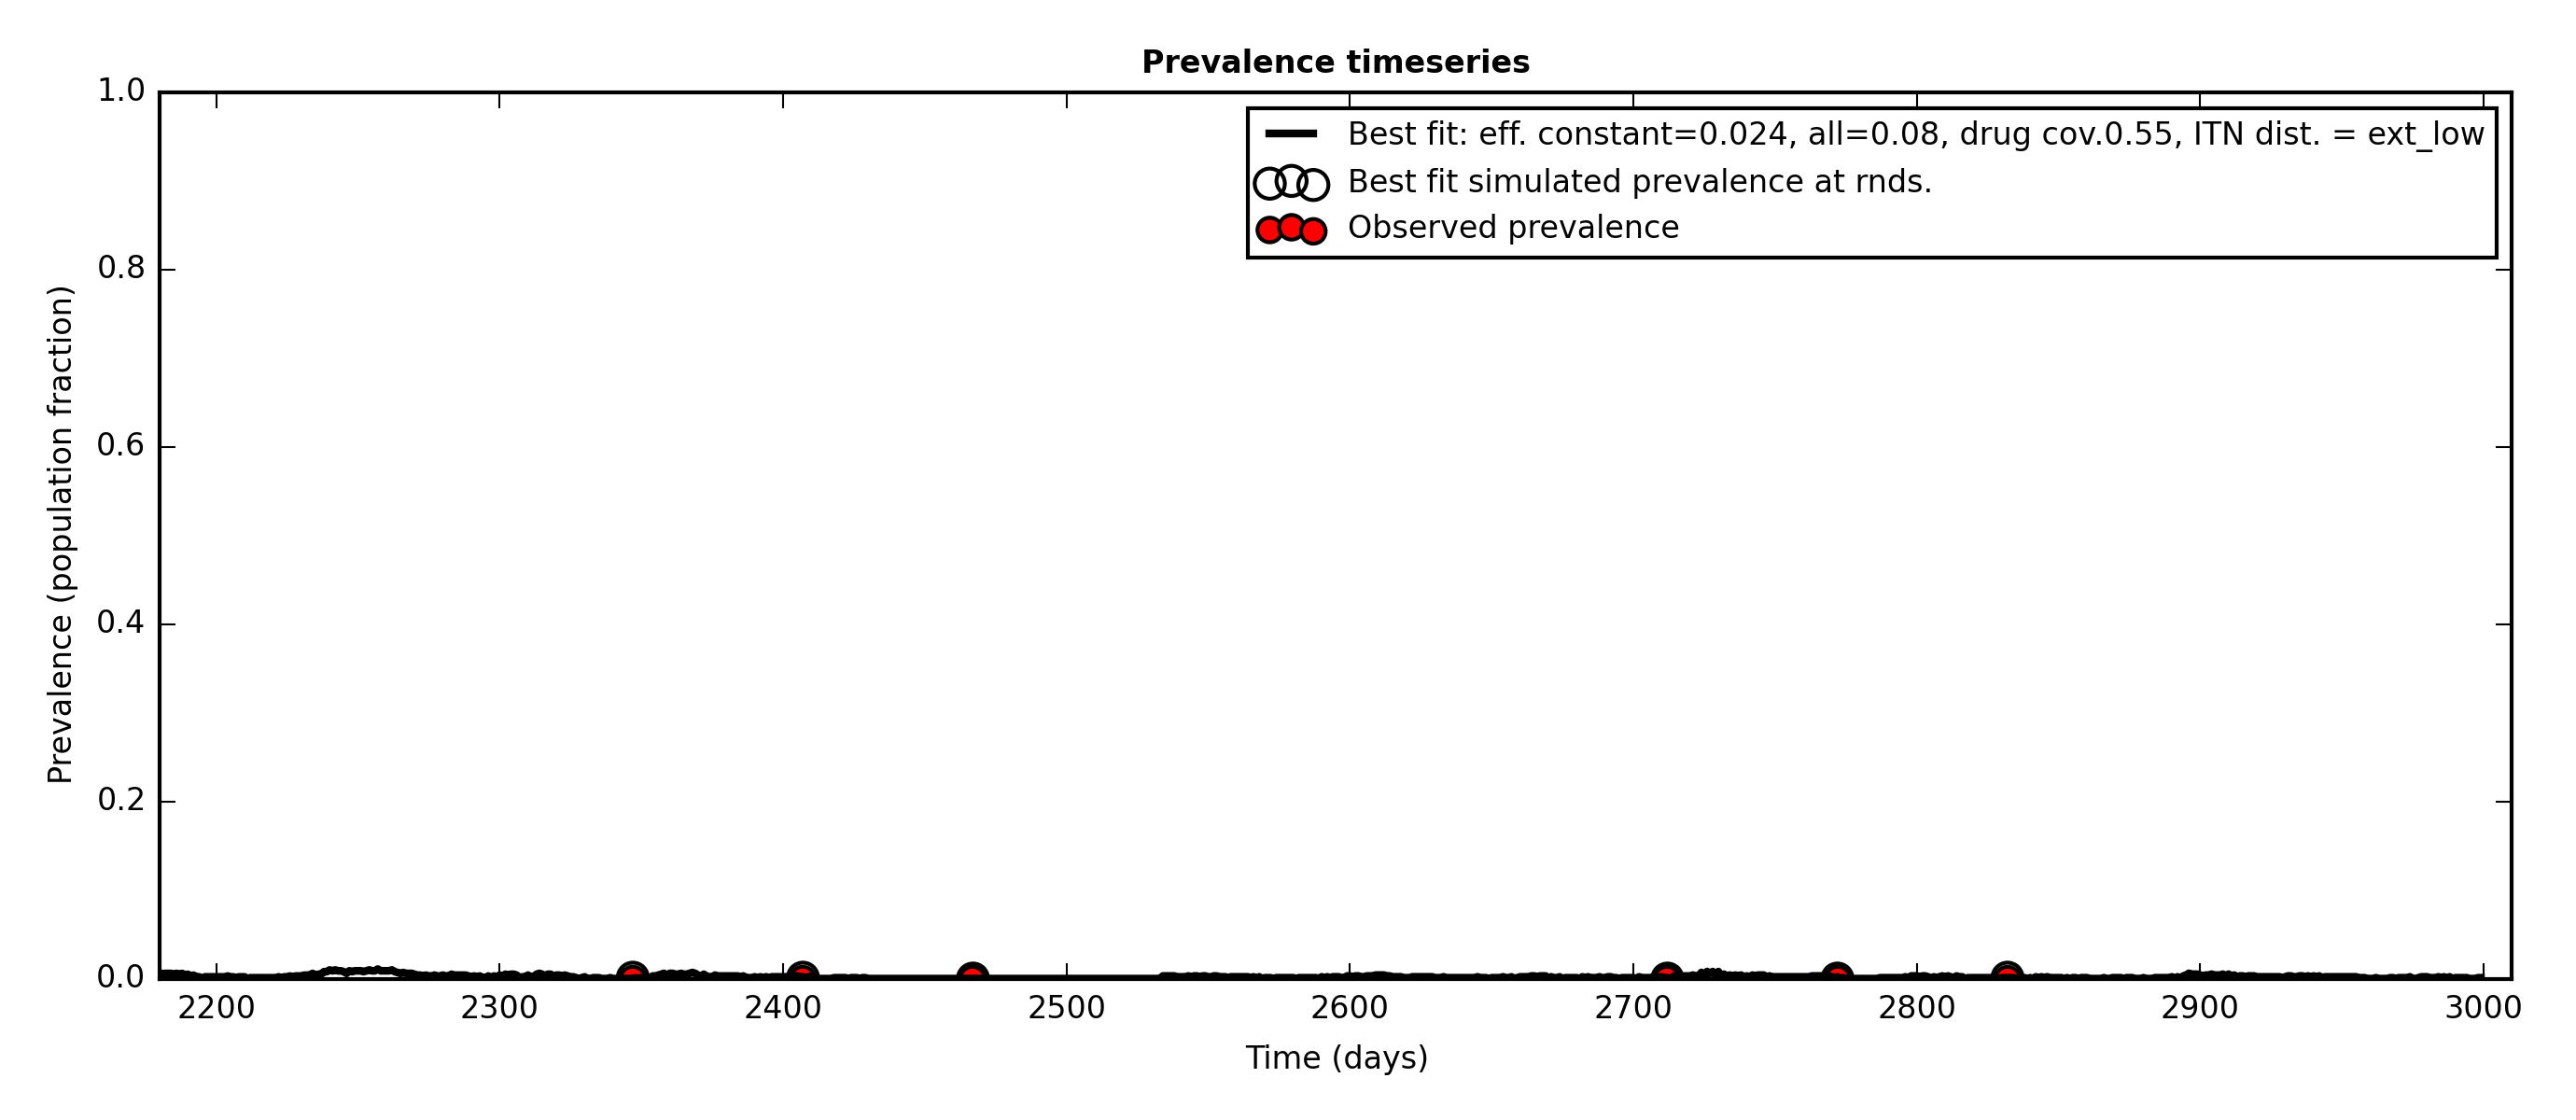 Prevalence timeseries
1.0
0.8
0.6
0.4
0.2
0.0
Prevalence (population fraction)
Best fit: eff. constant=0.024, all=0.08, drug cov.0.55, ITN dist. = ext_low
Best fit simulated prevalence at rnds.
Observed prevalence
2200 2300 2400 2500 2600 2700 2800 2900 3000
Time (days)